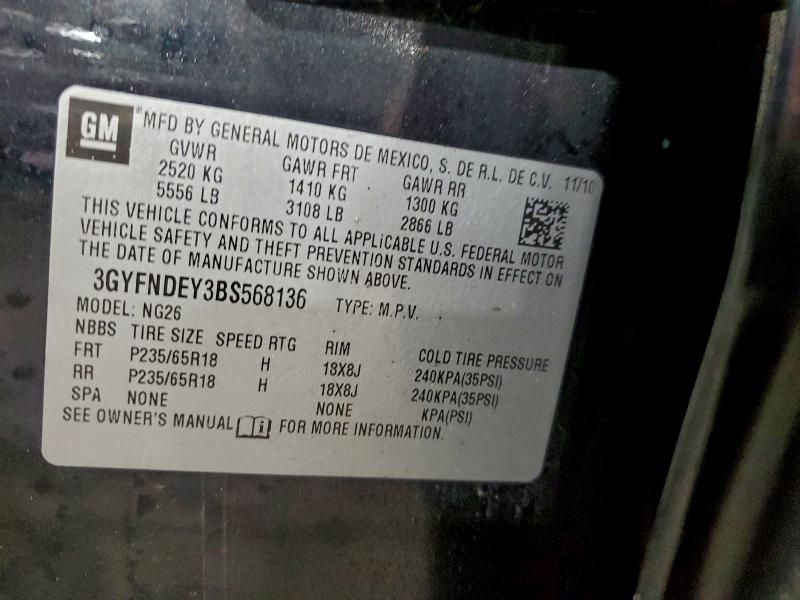 GM
MFD BY GENERAL MOTORS DE MEXICO, S. DE R.L. DE C.V. 11/10
GVWR GAWR FRT GAWR RR
2520 KG 1410 KG 1300 KG
5556 LB 3108 LB 2866 LB
THIS VEHICLE CONFORMS TO ALL APPLICABLE U.S. FEDERAL MOTOR
VEHICLE SAFETY AND THEFT PREVENTION STANDARDS IN EFFECT ON
THE DATE OF MANUFACTURE SHOWN ABOVE.
3GYFNDEY3BS568136 TYPE: M.P.V.
MODEL: NG26
NBBS TIRE SIZE SPEED RTG RIM COLD TIRE PRESSURE
FRT P235/65R18 H 18X8J 240KPA(35PSI)
RR P235/65R18 H 18X8J 240KPA(35PSI)
SPA NONE NONE KPA(PSI)
SEE OWNER'S MANUAL i FOR MORE INFORMATION.